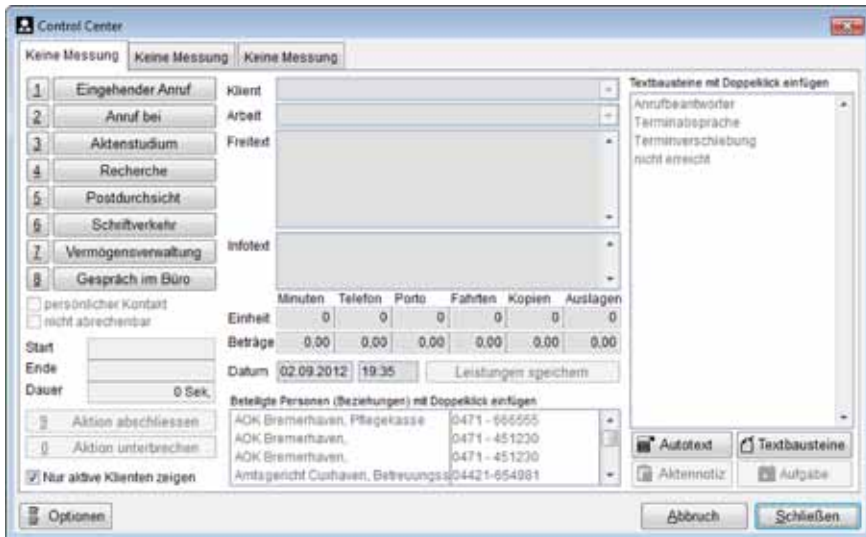 Control Center
Keine Messung Keine Messung Keine Messung
1 Eingehender Anruf
2 Anruf bei
3 Aktenstudium
4 Recherche
5 Postdurchsicht
6 Schriftverkehr
7 Vermögensverwaltung
8 Gespräch im Büro
persönlicher Kontakt
nicht abrechenbar
Start
Ende
Dauer 0 Sek.
9 Aktion abschliessen
0 Aktion unterbrechen
Nur aktive Klienten zeigen
Klient
Arbeit
Freitext
Infotext
Minuten Telefon Porto Fahrten Kopien Auslagen
Einheit 0 0 0 0 0 0
Beträge 0,00 0,00 0,00 0,00 0,00 0,00
Datum 02.09.2012 19:35 Leistungen speichern
Beteiligte Personen (Beziehungen) mit Doppelklick einfügen
AOK Bremerhaven, Pflegekasse 0471 - 666555
AOK Bremerhaven, 0471 - 451230
AOK Bremerhaven, 0471 - 451230
Amtsgericht Cuxhaven, Betreuungss 04421-654981
Textbausteine mit Doppelklick einfügen
Anrufbeantworter
Terminabsprache
Terminverschiebung
nicht erreicht
Autotext Textbausteine
Aktennotiz Aufgabe
Optionen Abbruch Schließen